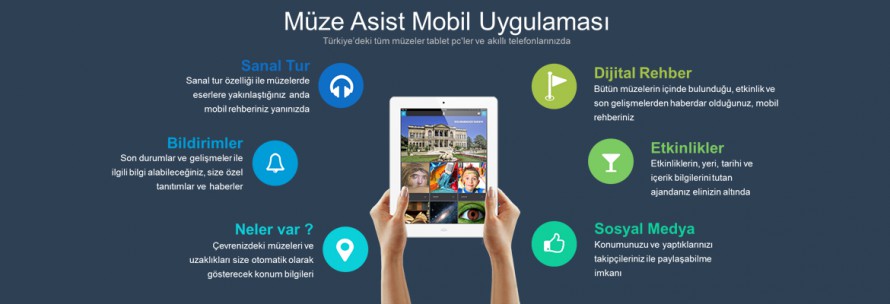 Müze Asist Mobil Uygulaması
Türkiye'deki tüm müzeler tablet pc'ler ve akıllı telefonlarınızda
Sanal Tur
Sanal tur özelliği ile müzelerde
eserlere yakınlaştığınız anda
mobil rehberiniz yanınızda
Bildirimler
Son durumlar ve gelişmeler ile
ilgili bilgi alabileceğiniz, size özel
tanıtımlar ve haberler
Neler var ?
Çevrenizdeki müzeleri ve
uzaklıkları size otomatik olarak
gösterecek konum bilgileri
Dijital Rehber
Bütün müzelerin içinde bulunduğu, etkinlik ve
son gelişmelerden haberdar olduğunuz, mobil
rehberiniz
Etkinlikler
Etkinliklerin, yeri, tarihi ve
içerik bilgilerini tutan
ajandanız elinizin altında
Sosyal Medya
Konumunuzu ve yaptıklarınızı
takipçileriniz ile paylaşabilme
imkanı